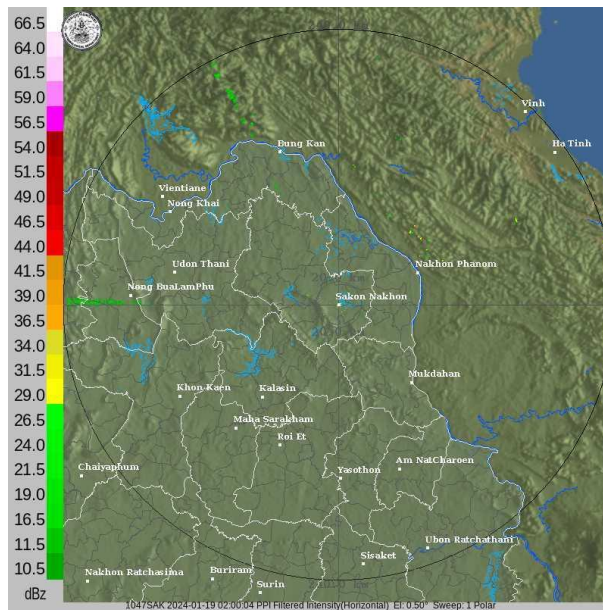 66.5
64.0
61.5
59.0
56.5
54.0
51.5
49.0
46.5
44.0
41.5
39.0
36.5
34.0
31.5
29.0
26.5
24.0
21.5
19.0
16.5
14.0
11.5
10.5
dBz
Vinh
Ha Tinh
Bung Kan
Vientiane
Nong Khai
Udon Thani
Nakhon Phanom
Nong BuaLamPhu
Sakon Nakhon
Mukdahan
Khon Kaen
Kalasin
Maha Sarakham
Roi Et
Am NatCharoen
Chaiyaphum
Yasothon
Ubon Ratchathani
Sisaket
Nakhon Ratchasima
Buriram
Surin
1047SAK 2024-01-19 02:00:04 PPI Filtered Intensity(Horizontal) El: 0.50° Sweep: 1 Polar